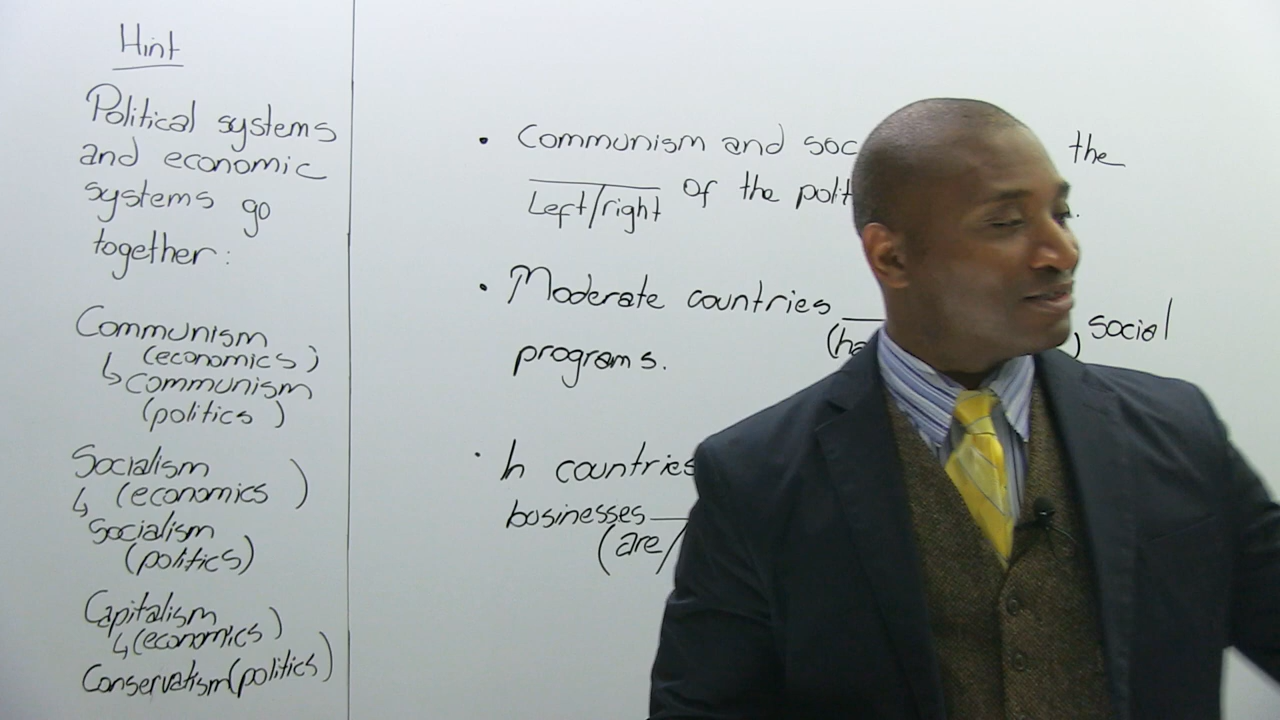 Hint
Political systems
and economic
systems go
together:
Communism
(economics)
↳ communism
(politics)
Socialism
↳ (economics)
Socialism
(politics)
Capitalism
↳ (economics)
Conservatism (politics)
• Communism and soc the
Left/right of the polit .
• Moderate countries ___ social
(ha )
programs.
• In countries
businesses ___
(are/